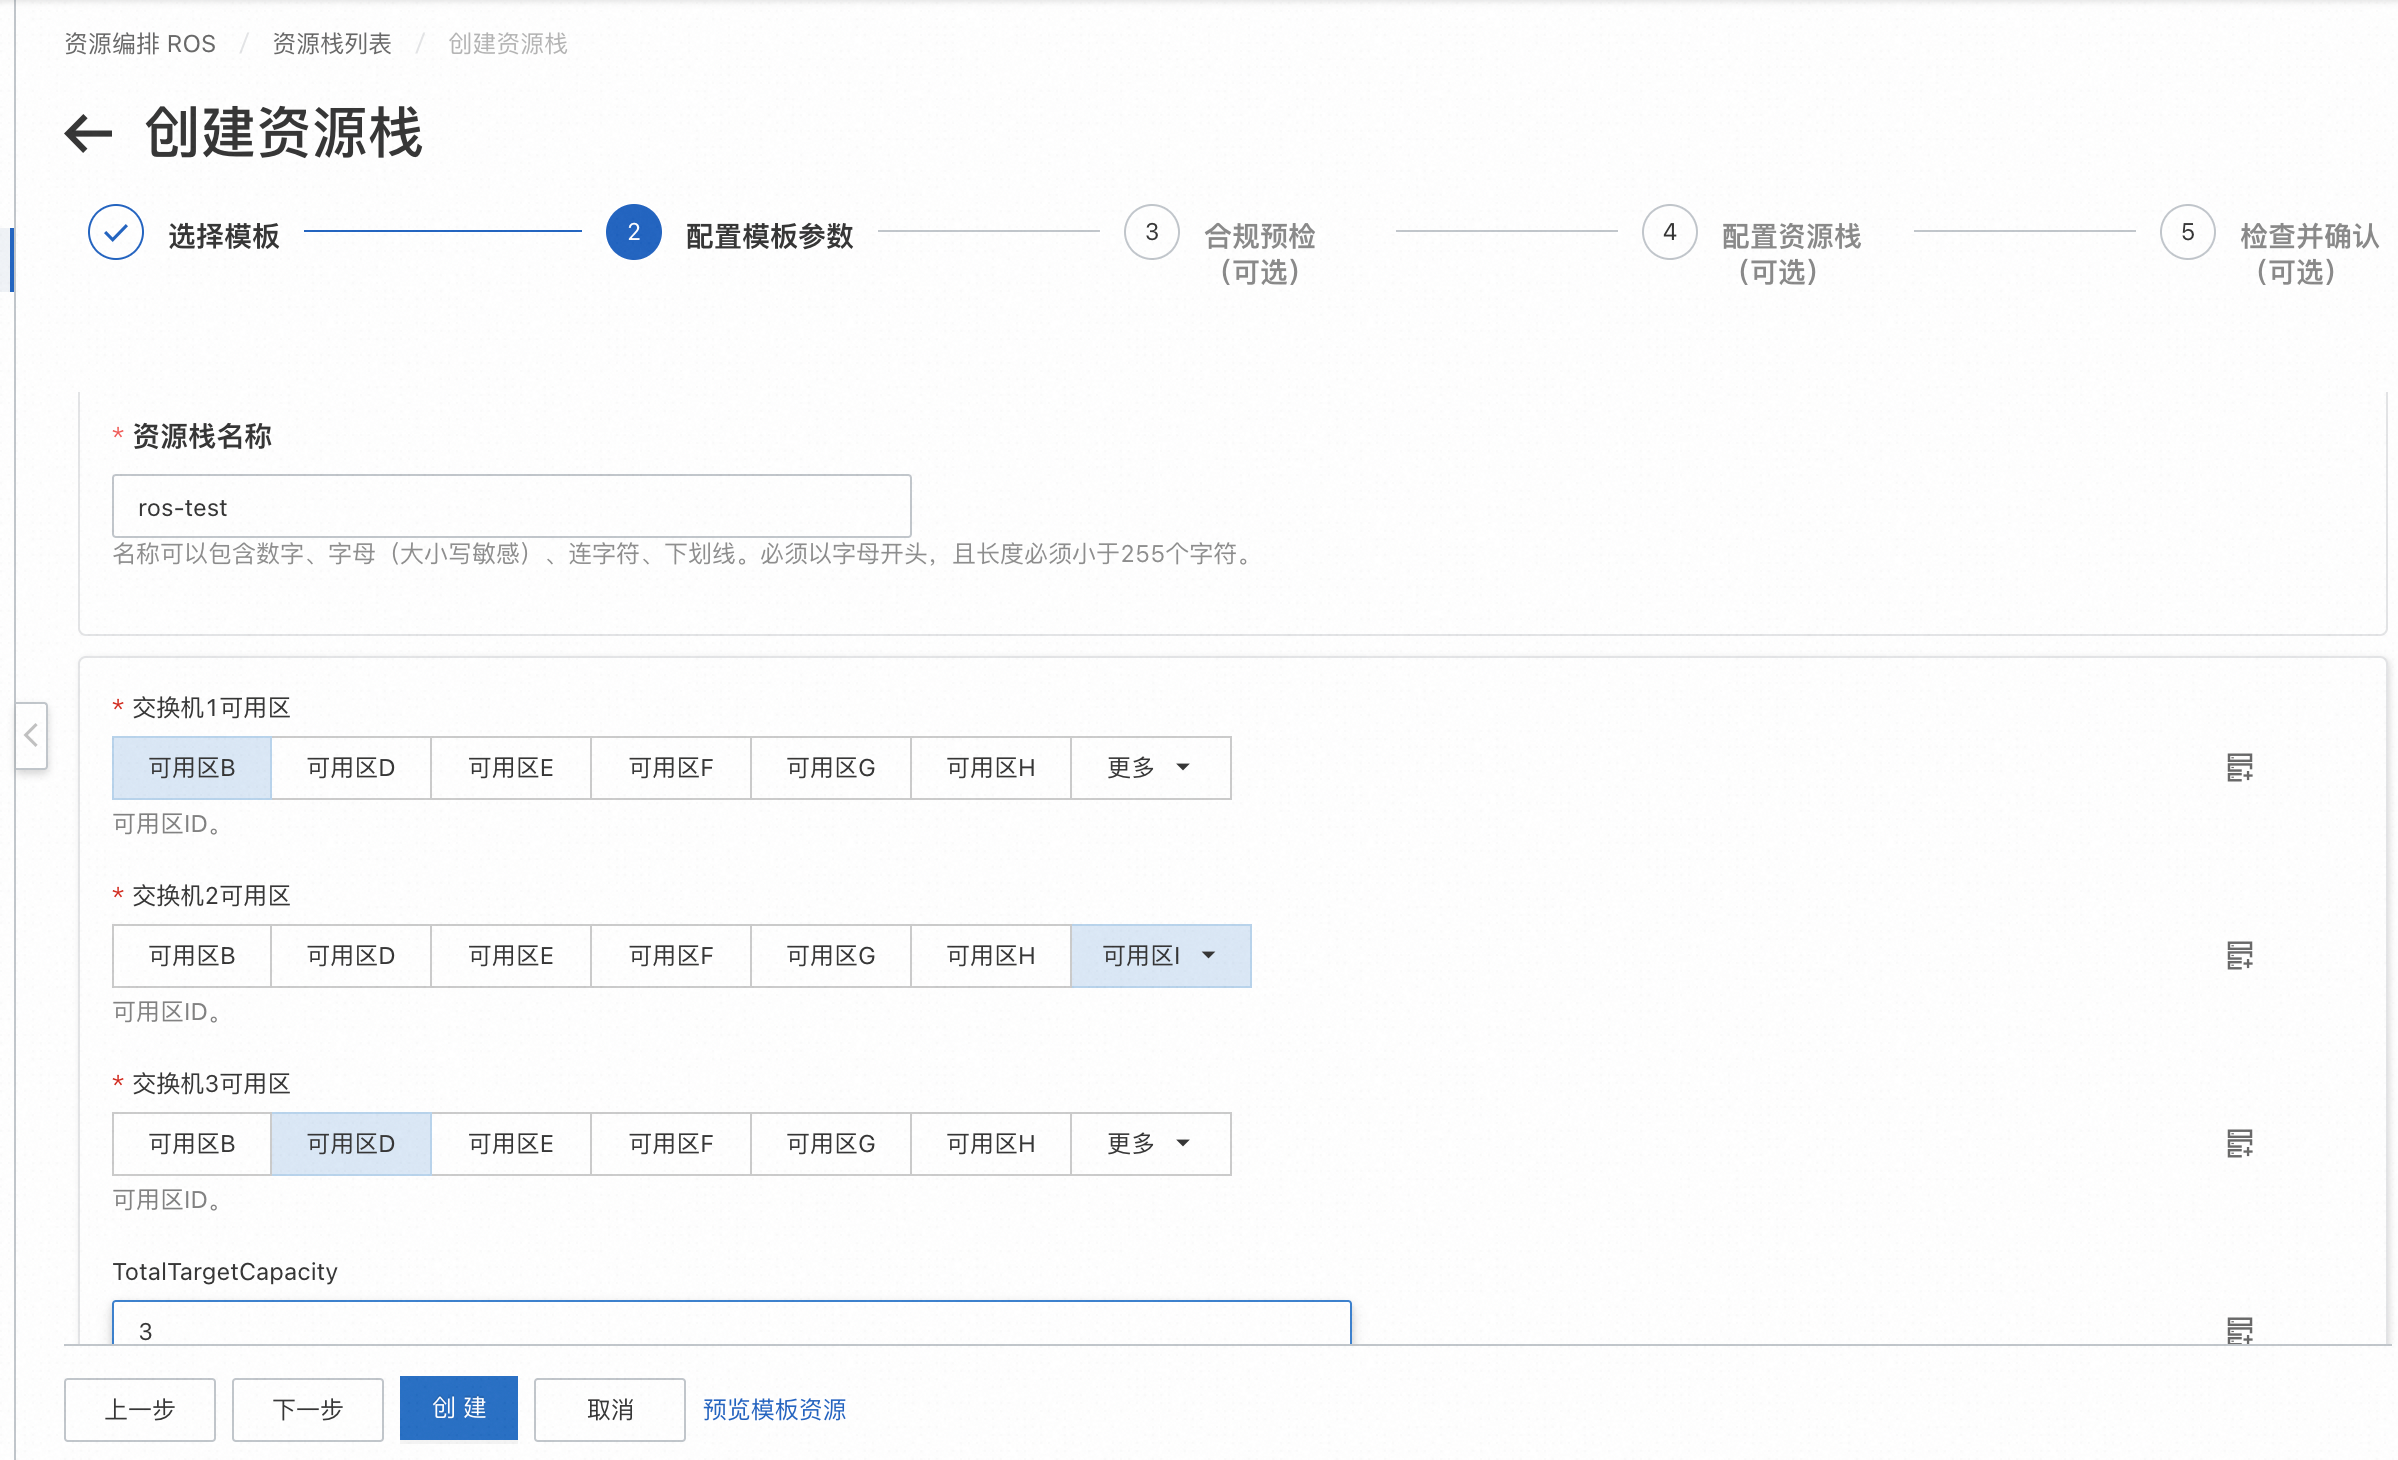 资源编排 ROS / 资源栈列表 / 创建资源栈
创建资源栈
选择模板
2 配置模板参数
3 合规预检
（可选）
4 配置资源栈
（可选）
5 检查并确认
（可选）
* 资源栈名称
ros-test
名称可以包含数字、字母（大小写敏感）、连字符、下划线。必须以字母开头，且长度必须小于255个字符。
* 交换机1可用区
可用区B 可用区D 可用区E 可用区F 可用区G 可用区H 更多
可用区ID。
* 交换机2可用区
可用区B 可用区D 可用区E 可用区F 可用区G 可用区H 可用区I
可用区ID。
* 交换机3可用区
可用区B 可用区D 可用区E 可用区F 可用区G 可用区H 更多
可用区ID。
TotalTargetCapacity
3
上一步 下一步 创 建 取消 预览模板资源